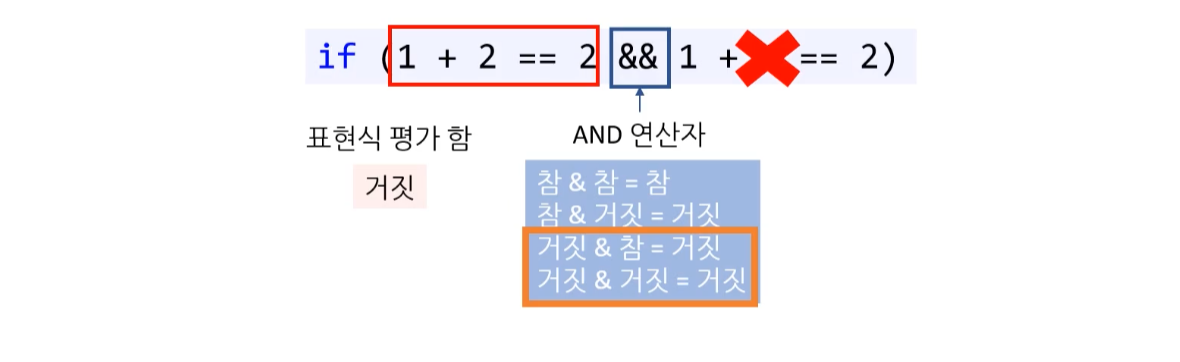 if (1 + 2 == 2 && 1 + == 2)
표현식 평가 함
AND 연산자
거짓
참 & 참 = 참
참 & 거짓 = 거짓
거짓 & 참 = 거짓
거짓 & 거짓 = 거짓